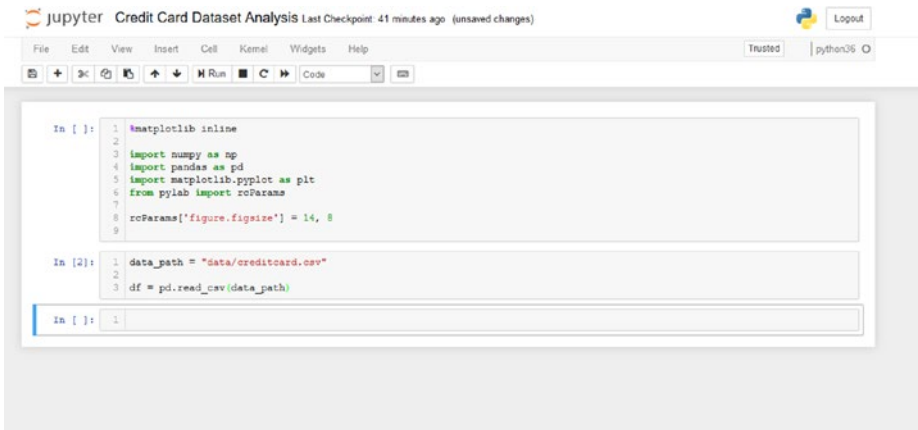 jupyter Credit Card Dataset Analysis Last Checkpoint: 41 minutes ago (unsaved changes) Logout
File Edit View Insert Cell Kernel Widgets Help Trusted python36
Run Code
In [ ]: 1 %matplotlib inline
2
3 import numpy as np
4 import pandas as pd
5 import matplotlib.pyplot as plt
6 from pylab import rcParams
7
8 rcParams['figure.figsize'] = 14, 8
9
In [2]: 1 data_path = "data/creditcard.csv"
2
3 df = pd.read_csv(data_path)
In [ ]: 1